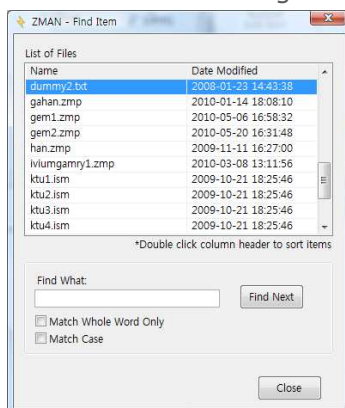 ZMAN - Find Item
List of Files
Name Date Modified
dummy2.txt 2008-01-23 14:43:38
gahan.zmp 2010-01-14 18:08:10
gem1.zmp 2010-05-06 16:58:32
gem2.zmp 2010-05-20 16:31:48
han.zmp 2009-11-11 16:27:00
iviumgamry1.zmp 2010-03-08 13:11:56
ktu1.ism 2009-10-21 18:25:46
ktu2.ism 2009-10-21 18:25:46
ktu3.ism 2009-10-21 18:25:46
ktu4.ism 2009-10-21 18:25:46
*Double click column header to sort items
Find What:
Find Next
Match Whole Word Only
Match Case
Close